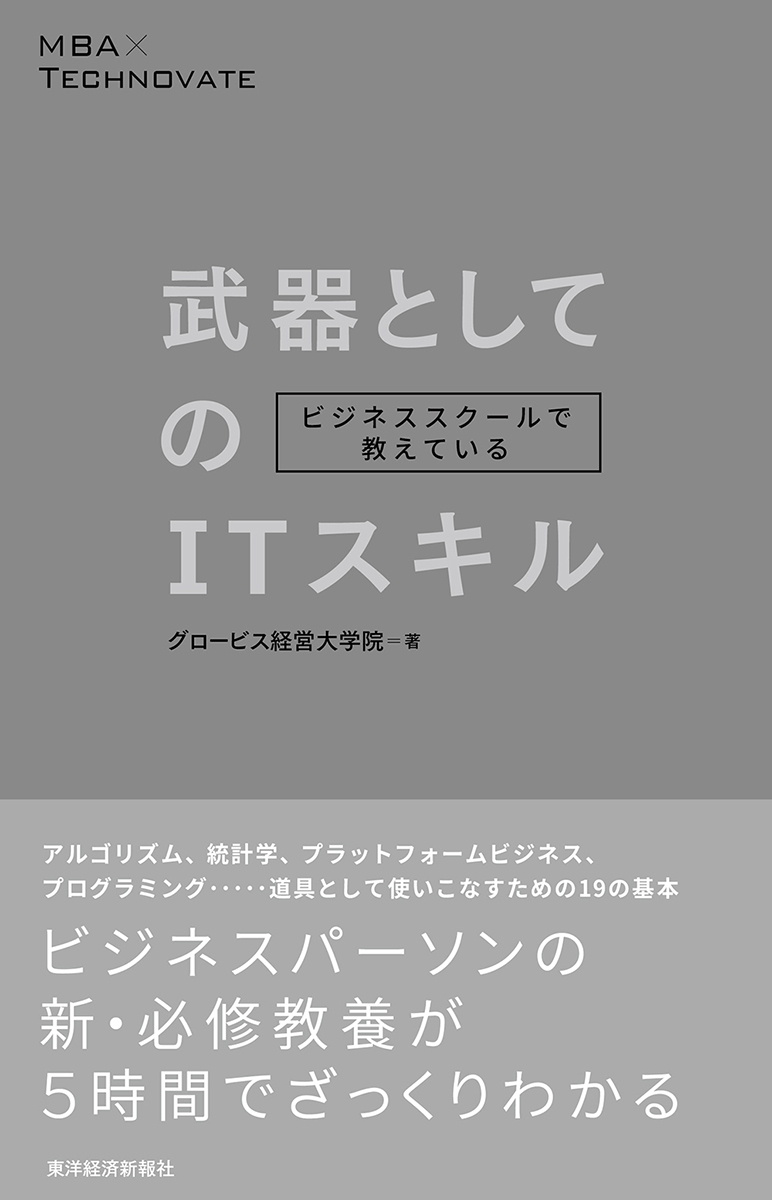 MBA×
TECHNOVATE
武器として
の
ビジネススクールで
教えている
ITスキル
グロービス経営大学院＝著
アルゴリズム、統計学、プラットフォームビジネス、
プログラミング・・・・・道具として使いこなすための19の基本
ビジネスパーソンの
新・必修教養が
５時間でざっくりわかる
東洋経済新報社